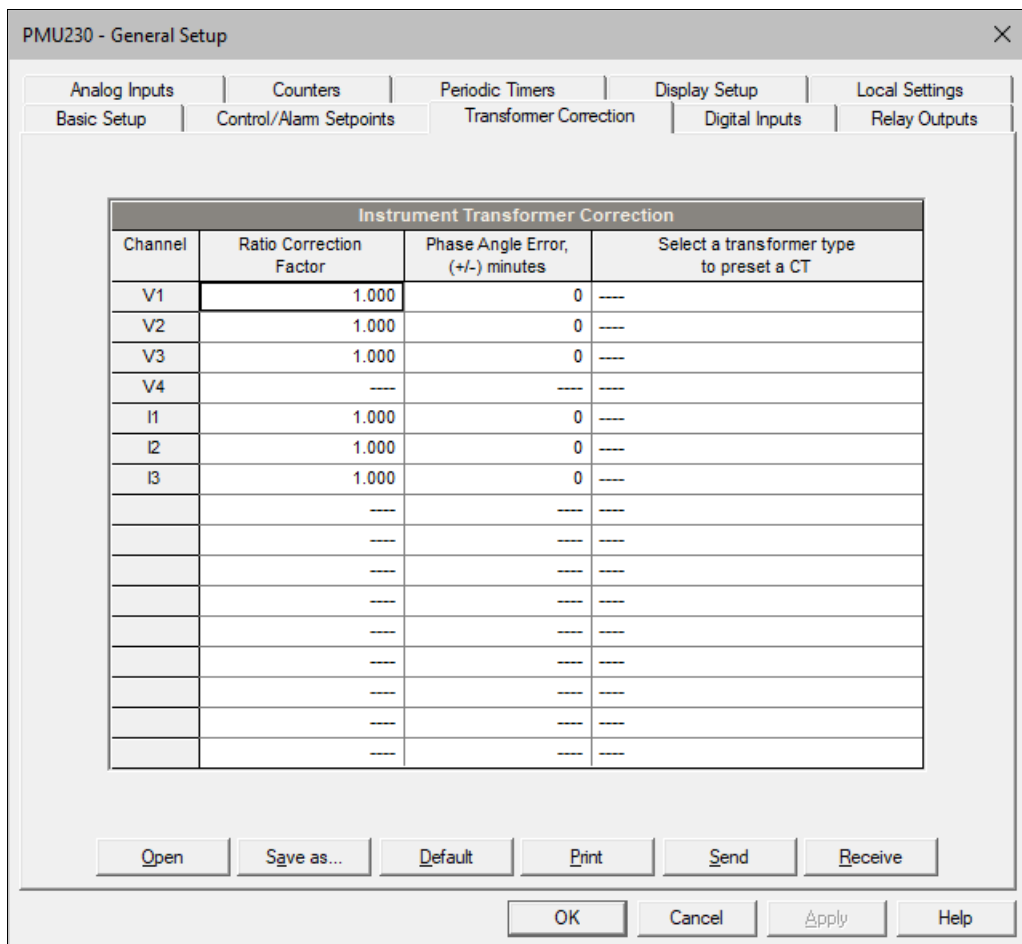 PMU230 - General Setup
Analog Inputs Counters Periodic Timers Display Setup Local Settings
Basic Setup Control/Alarm Setpoints Transformer Correction Digital Inputs Relay Outputs
Instrument Transformer Correction
Channel Ratio Correction Factor Phase Angle Error, (+/-) minutes Select a transformer type to preset a CT
V1 1.000 0 ----
V2 1.000 0 ----
V3 1.000 0 ----
V4 ---- ---- ----
I1 1.000 0 ----
I2 1.000 0 ----
I3 1.000 0 ----
---- ---- ----
---- ---- ----
---- ---- ----
---- ---- ----
---- ---- ----
---- ---- ----
---- ---- ----
---- ---- ----
---- ---- ----
Open Save as... Default Print Send Receive
OK Cancel Apply Help